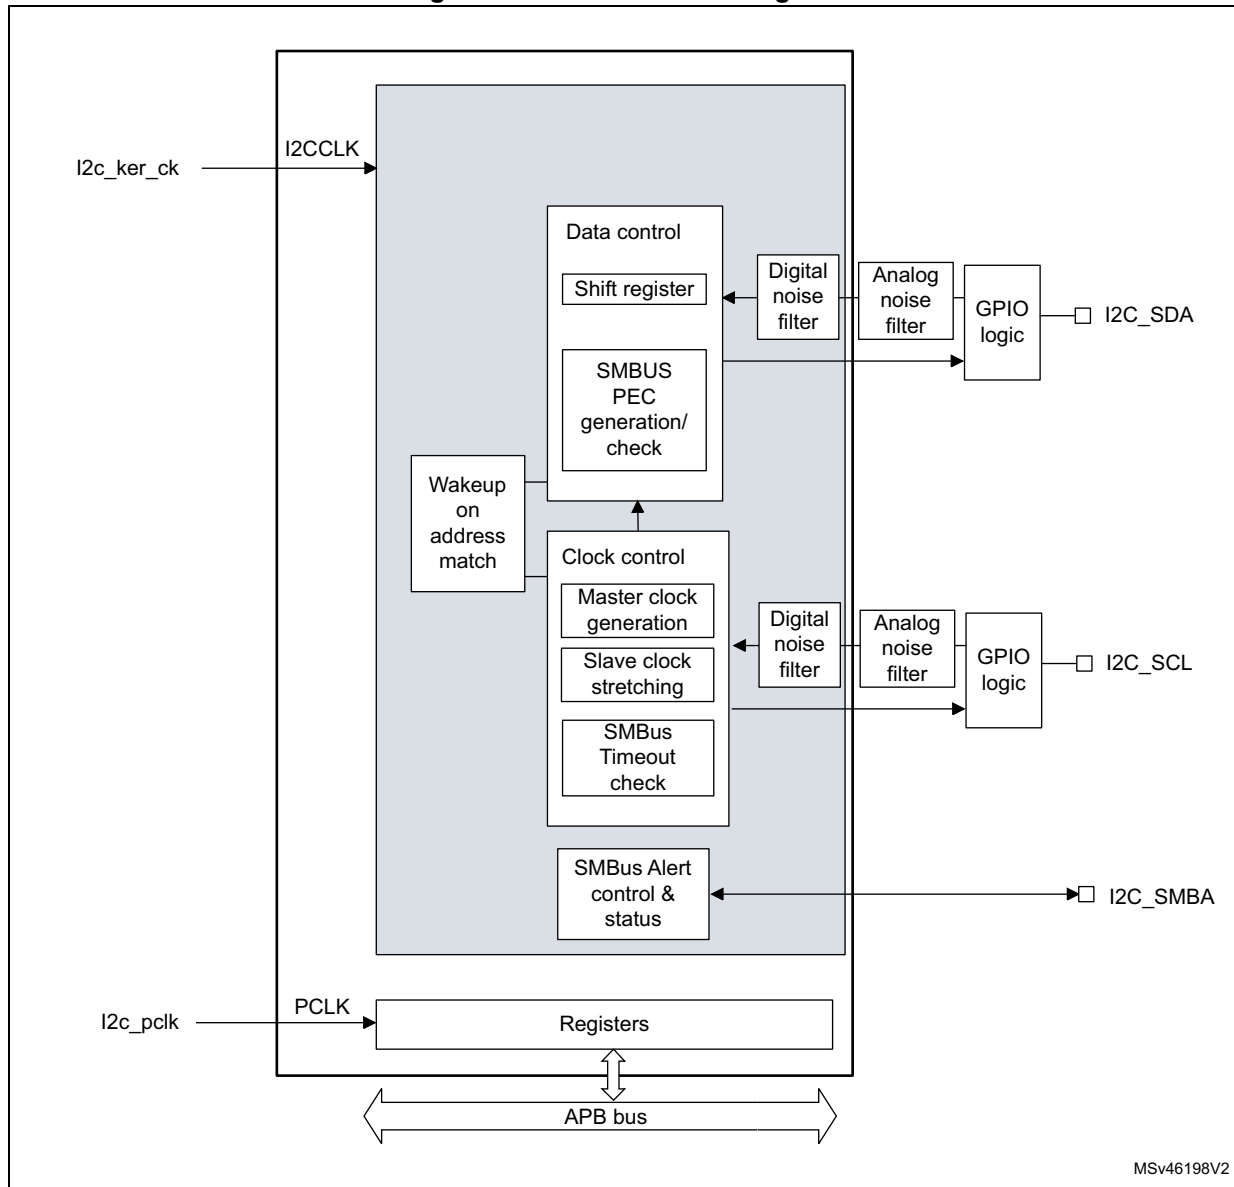 I2CCLK
I2c_ker_ck
Data control
Shift register
SMBUS
PEC
generation/
check
Digital
noise
filter
Analog
noise
filter
GPIO
logic
I2C_SDA
Wakeup
on
address
match
Clock control
Master clock
generation
Slave clock
stretching
SMBus
Timeout
check
Digital
noise
filter
Analog
noise
filter
GPIO
logic
I2C_SCL
SMBus Alert
control &
status
I2C_SMBA
PCLK
I2c_pclk
Registers
APB bus
MSv46198V2